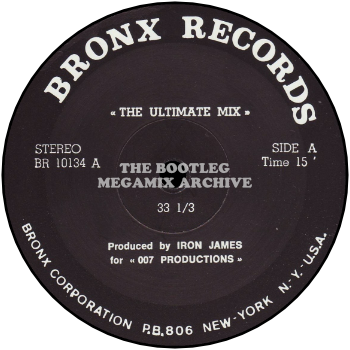 BRONX RECORDS
« THE ULTIMATE MIX »
STEREO
BR 10134 A
SIDE A
Time 15 '
THE BOOTLEG
MEGAMIX ARCHIVE
33 1/3
Produced by IRON JAMES
for « 007 PRODUCTIONS »
BRONX CORPORATION P.B. 806 NEW-YORK N.Y.-U.S.A.